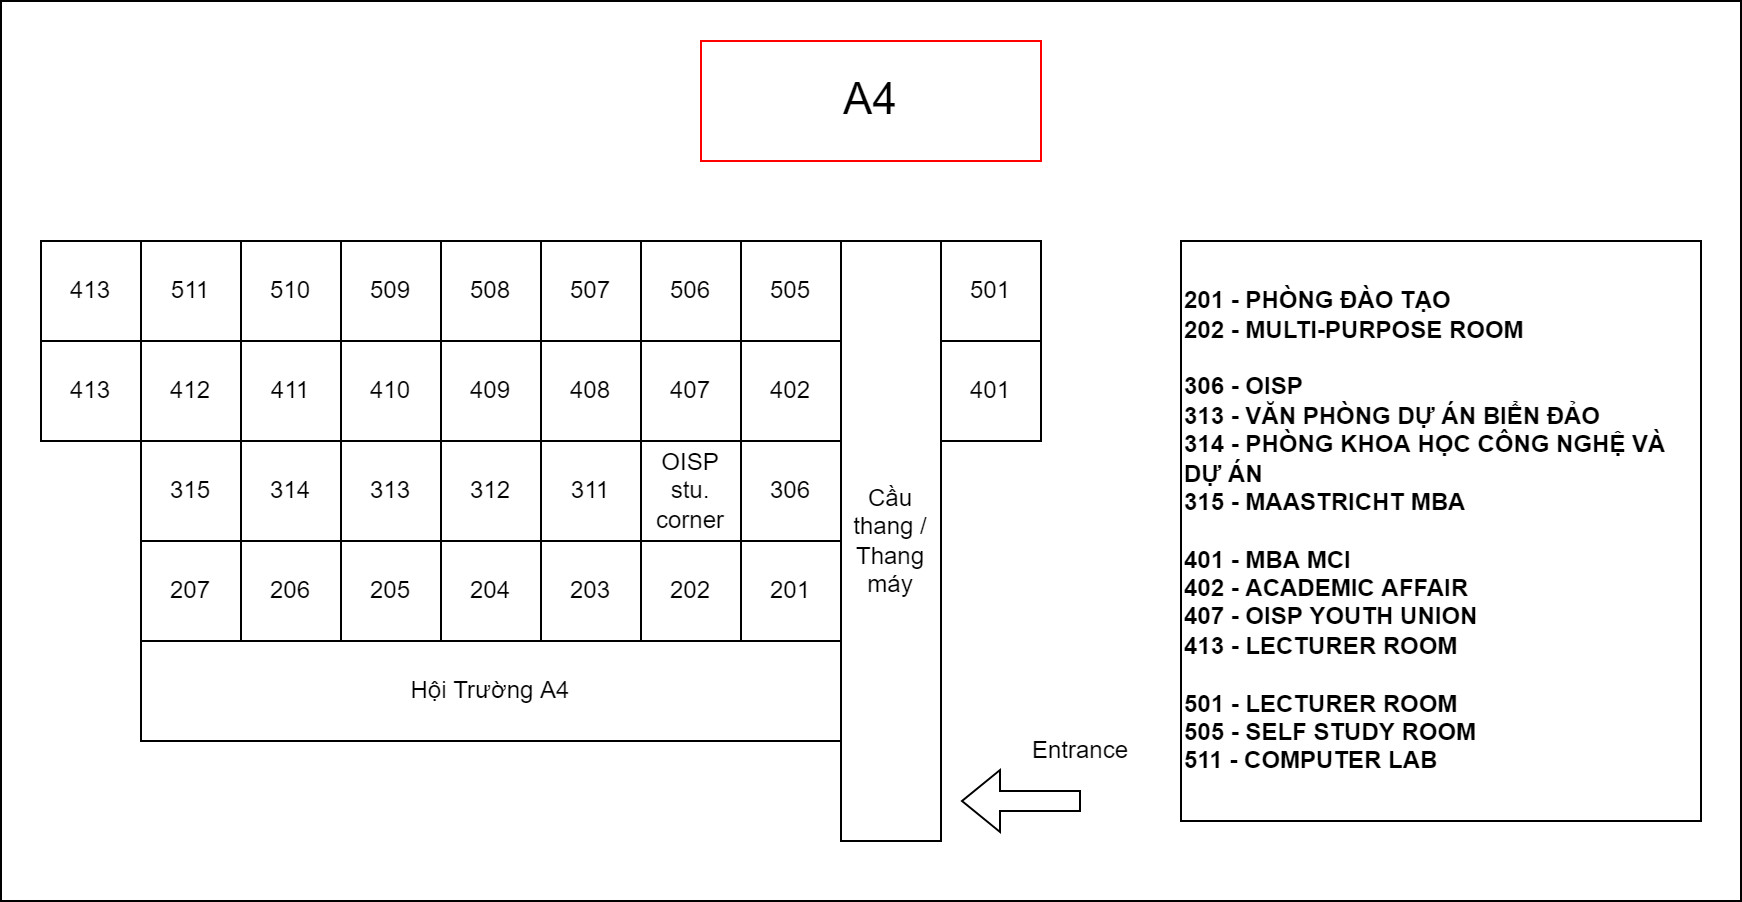 A4
413 511 510 509 508 507 506 505 501
413 412 411 410 409 408 407 402 401
315 314 313 312 311
OISP
stu.
corner
306
207 206 205 204 203 202 201
Cầu
thang /
Thang
máy
Hội Trường A4
Entrance
201 - PHÒNG ĐÀO TẠO
202 - MULTI-PURPOSE ROOM
306 - OISP
313 - VĂN PHÒNG DỰ ÁN BIỂN ĐẢO
314 - PHÒNG KHOA HỌC CÔNG NGHỆ VÀ
DỰ ÁN
315 - MAASTRICHT MBA
401 - MBA MCI
402 - ACADEMIC AFFAIR
407 - OISP YOUTH UNION
413 - LECTURER ROOM
501 - LECTURER ROOM
505 - SELF STUDY ROOM
511 - COMPUTER LAB